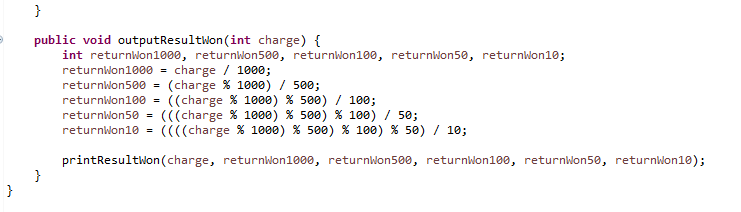 }
public void outputResultWon(int charge) {
int returnWon1000, returnWon500, returnWon100, returnWon50, returnWon10;
returnWon1000 = charge / 1000;
returnWon500 = (charge % 1000) / 500;
returnWon100 = ((charge % 1000) % 500) / 100;
returnWon50 = (((charge % 1000) % 500) % 100) / 50;
returnWon10 = ((((charge % 1000) % 500) % 100) % 50) / 10;
printResultWon(charge, returnWon1000, returnWon500, returnWon100, returnWon50, returnWon10);
}
}